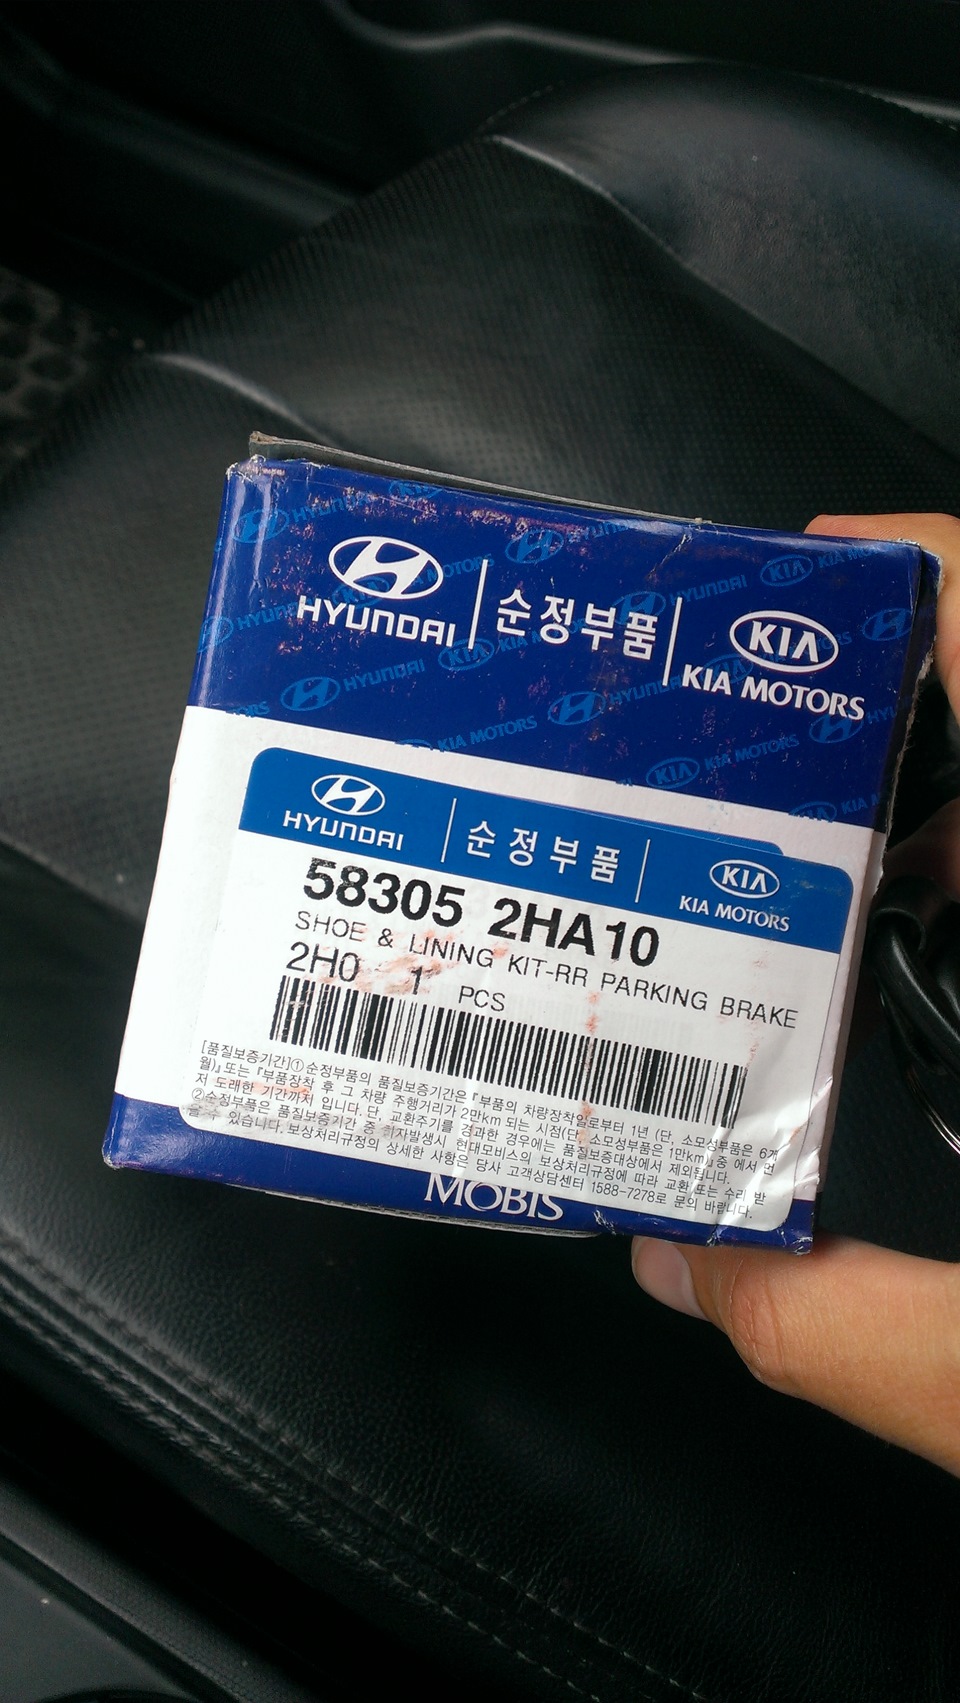 HYUNDAI 순정부품 KIA
KIA MOTORS
HYUNDAI 순정부품 KIA
KIA MOTORS
58305 2HA10
SHOE & LINING KIT-RR PARKING BRAKE
2H0 1 PCS
[품질보증기간]①순정부품의 품질보증기간은 『부품의 차량장착일로부터 1년 (단, 소모성부품은 6개
월)』 또는 『부품장착 후 그 차량 주행거리가 2만km 되는 시점(단, 소모성부품은 1만km)』중 에서 먼
저 도래한 기간까지 입니다. 단, 교환주기를 경과한 경우에는 품질보증대상에서 제외됩니다.
②순정부품은 품질보증기간 중 하자발생시 현대모비스의 보상처리규정에 따라 교환 또는 수리 받
을 수 있습니다. 보상처리규정의 상세한 사항은 당사 고객상담센터 1588-7278로 문의 바랍니다.
MOBIS